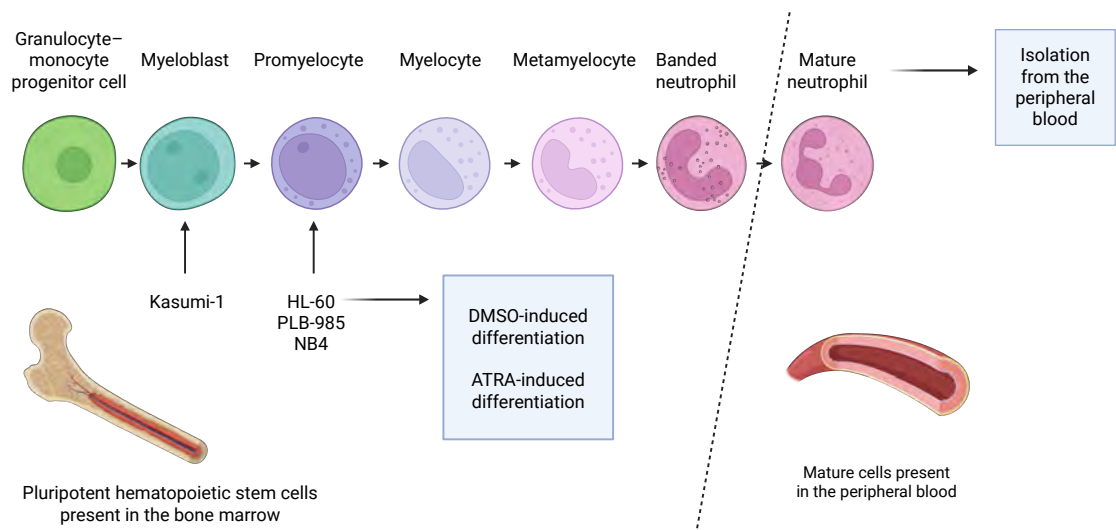 Granulocyte–
monocyte
progenitor cell
Myeloblast
Promyelocyte
Myelocyte
Metamyelocyte
Banded
neutrophil
Mature
neutrophil
Isolation
from the
peripheral
blood
Kasumi-1
HL-60
PLB-985
NB4
DMSO-induced
differentiation
ATRA-induced
differentiation
Pluripotent hematopoietic stem cells
present in the bone marrow
Mature cells present
in the peripheral blood